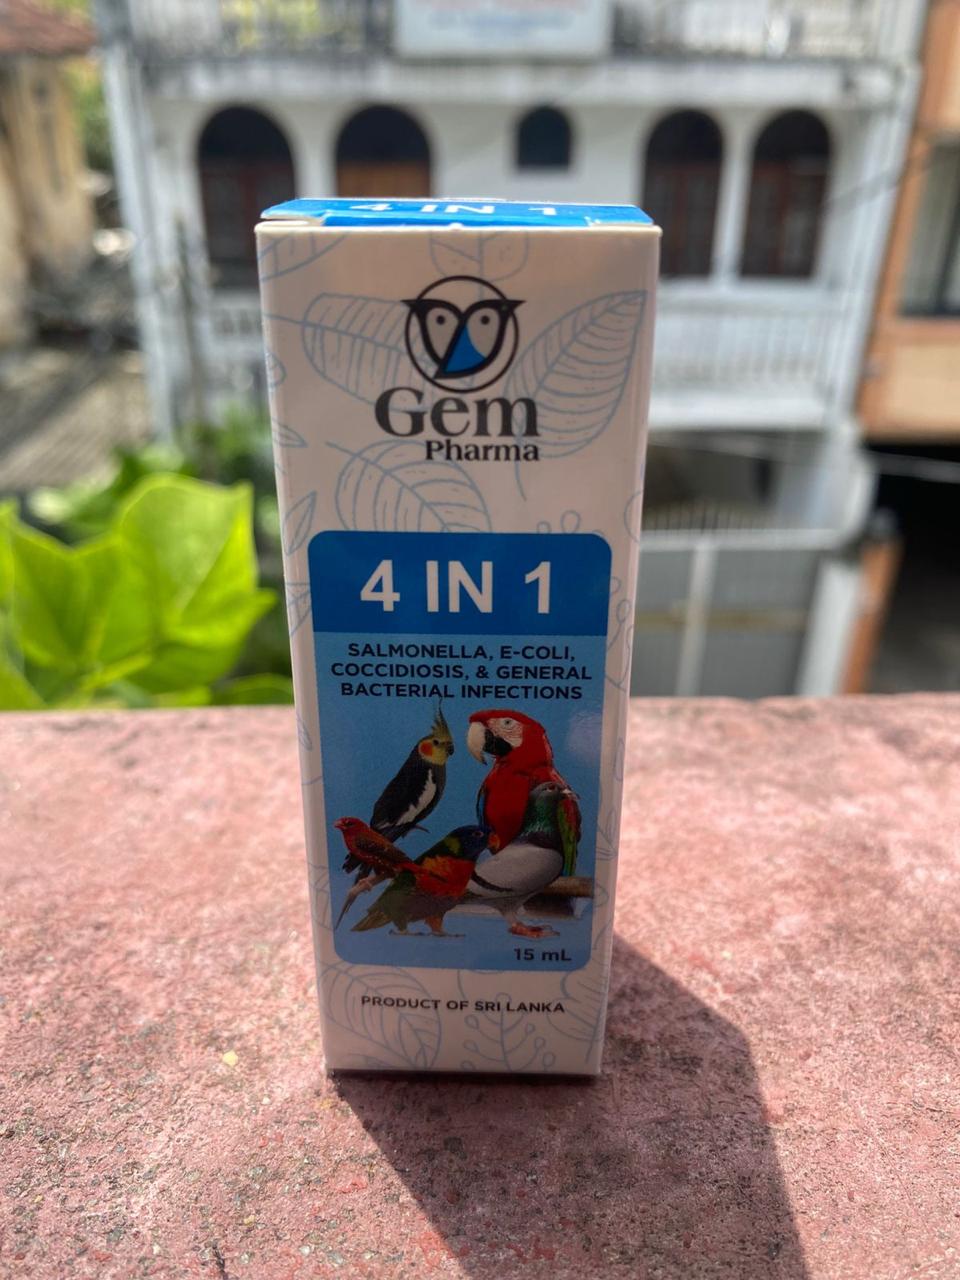 4 IN 1
Gem
Pharma
4 IN 1
SALMONELLA, E-COLI,
COCCIDIOSIS, & GENERAL
BACTERIAL INFECTIONS
15 mL
PRODUCT OF SRI LANKA